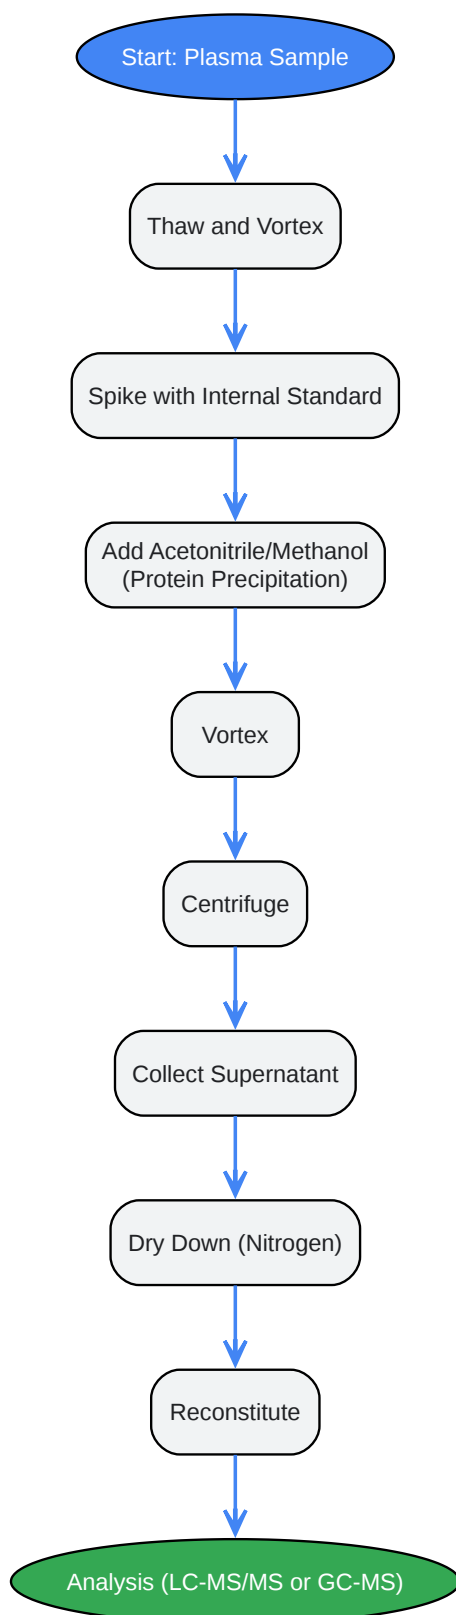 Start: Plasma Sample
Thaw and Vortex
Spike with Internal Standard
Add Acetonitrile/Methanol
(Protein Precipitation)
Vortex
Centrifuge
Collect Supernatant
Dry Down (Nitrogen)
Reconstitute
Analysis (LC-MS/MS or GC-MS)